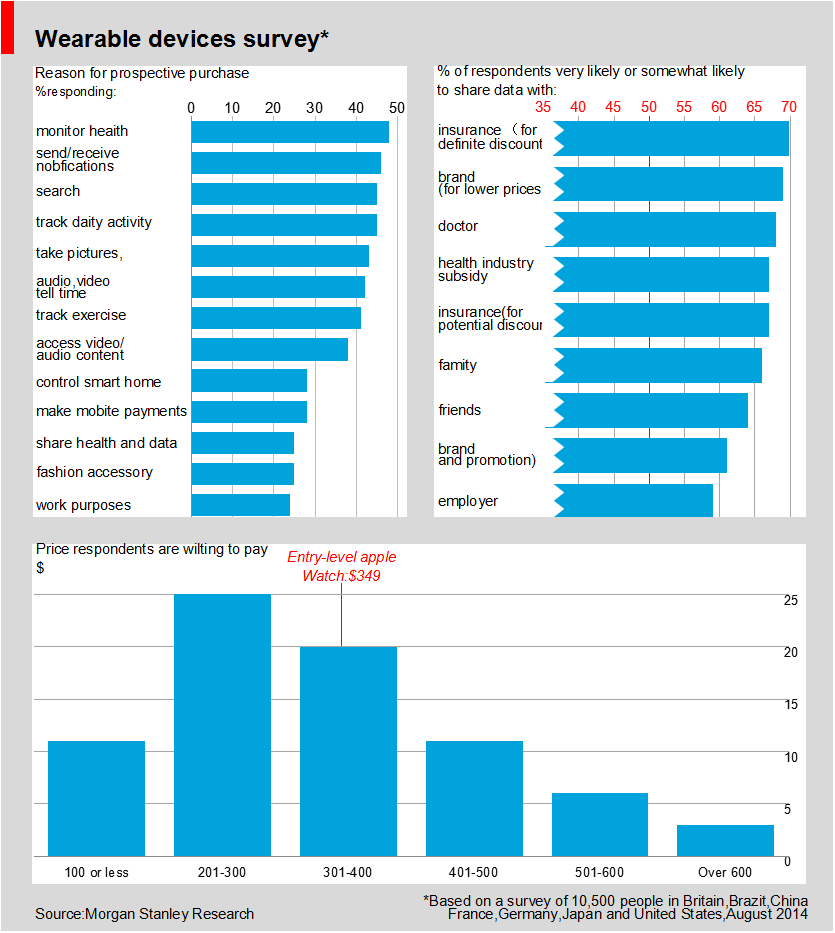 Wearable devices survey*
Reason for prospective purchase
%responding:
0 10 20 30 40 50
monitor health
send/receive
nobfications
search
track daity activity
take pictures,
audio,video
tell time
track exercise
access video/
audio content
control smart home
make mobite payments
share health and data
fashion accessory
work purposes
% of respondents very likely or somewhat likely
to share data with:
35 40 45 50 55 60 65 70
insurance （for
definite discount
brand
(for lower prices
doctor
health industry
subsidy
insurance(for
potential discour
famity
friends
brand
and promotion)
employer
Price respondents are wilting to pay
$
Entry-level apple
Watch:$349
25
20
15
10
5
0
100 or less 201-300 301-400 401-500 501-600 Over 600
*Based on a survey of 10,500 people in Britain,Brazit,China
Source:Morgan Stanley Research
France,Germany,Japan and United States,August 2014